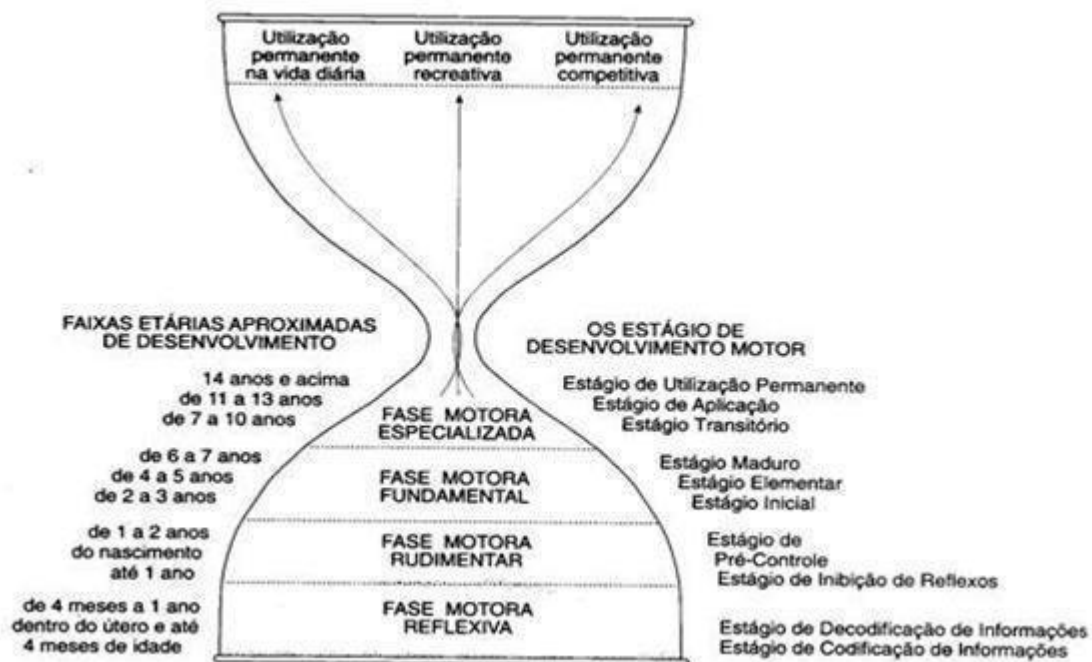 Utilização permanente na vida diária
Utilização permanente recreativa
Utilização permanente competitiva
FAIXAS ETÁRIAS APROXIMADAS
DE DESENVOLVIMENTO
OS ESTÁGIO DE
DESENVOLVIMENTO MOTOR
14 anos e acima
de 11 a 13 anos
de 7 a 10 anos
FASE MOTORA
ESPECIALIZADA
Estágio de Utilização Permanente
Estágio de Aplicação
Estágio Transitório
de 6 a 7 anos
de 4 a 5 anos
de 2 a 3 anos
FASE MOTORA
FUNDAMENTAL
Estágio Maduro
Estágio Elementar
Estágio Inicial
de 1 a 2 anos
do nascimento
até 1 ano
FASE MOTORA
RUDIMENTAR
Estágio de
Pré-Controle
Estágio de Inibição de Reflexos
de 4 meses a 1 ano
dentro do útero e até
4 meses de idade
FASE MOTORA
REFLEXIVA
Estágio de Decodificação de Informações
Estágio de Codificação de Informações